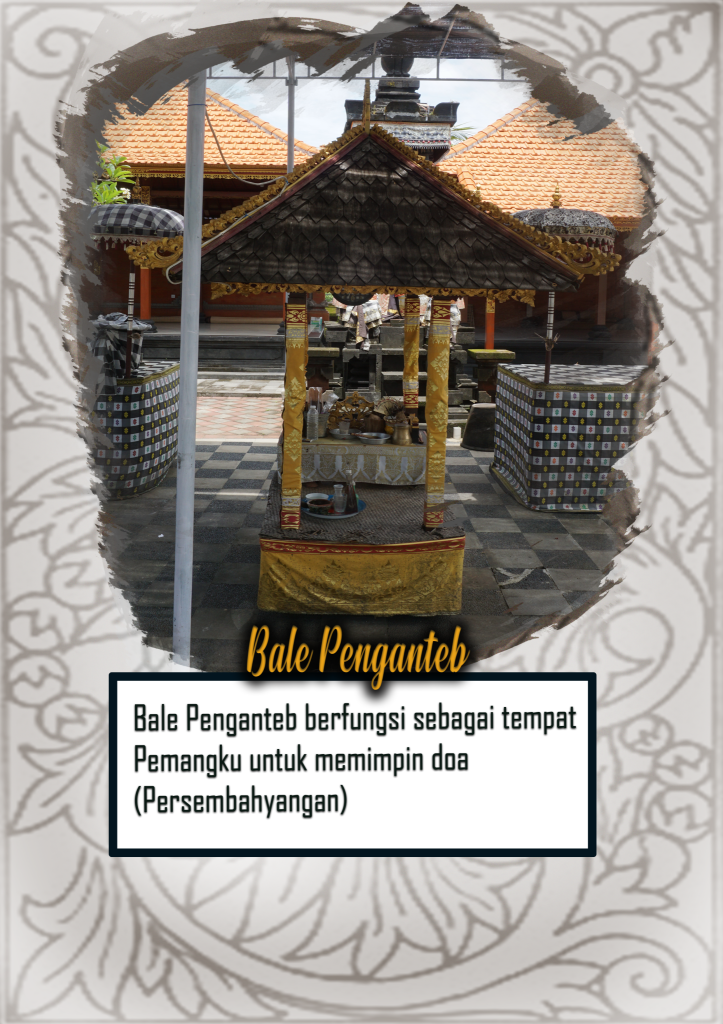 Bale Penganteb
Bale Penganteb berfungsi sebagai tempat
Pemangku untuk memimpin doa
(Persembahyangan)